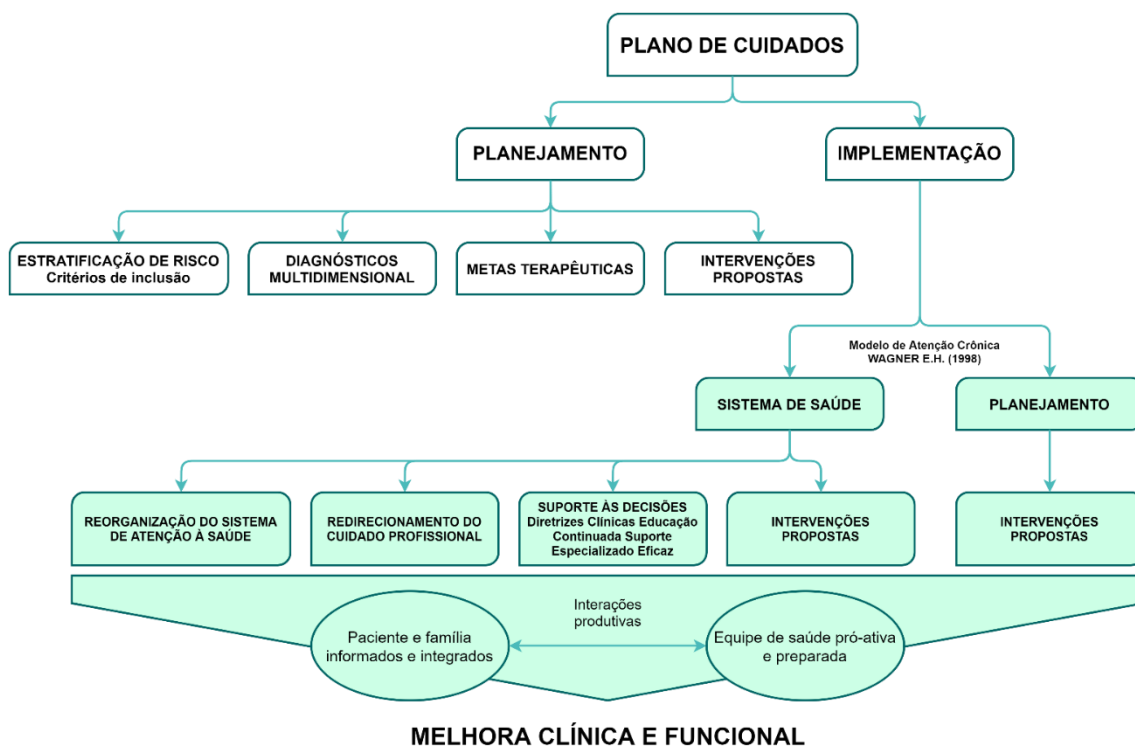 PLANO DE CUIDADOS
PLANEJAMENTO
IMPLEMENTAÇÃO
ESTRATIFICAÇÃO DE RISCO
Critérios de inclusão
DIAGNÓSTICOS
MULTIDIMENSIONAL
METAS TERAPÊUTICAS
INTERVENÇÕES
PROPOSTAS
Modelo de Atenção Crônica
WAGNER E.H. (1998)
SISTEMA DE SAÚDE
PLANEJAMENTO
REORGANIZAÇÃO DO SISTEMA
DE ATENÇÃO À SAÚDE
REDIRECIONAMENTO DO
CUIDADO PROFISSIONAL
SUPORTE ÀS DECISÕES
Diretrizes Clínicas Educação
Continuada Suporte
Especializado Eficaz
INTERVENÇÕES
PROPOSTAS
INTERVENÇÕES
PROPOSTAS
Interações
produtivas
Paciente e família
informados e integrados
Equipe de saúde pró-ativa
e preparada
MELHORA CLÍNICA E FUNCIONAL